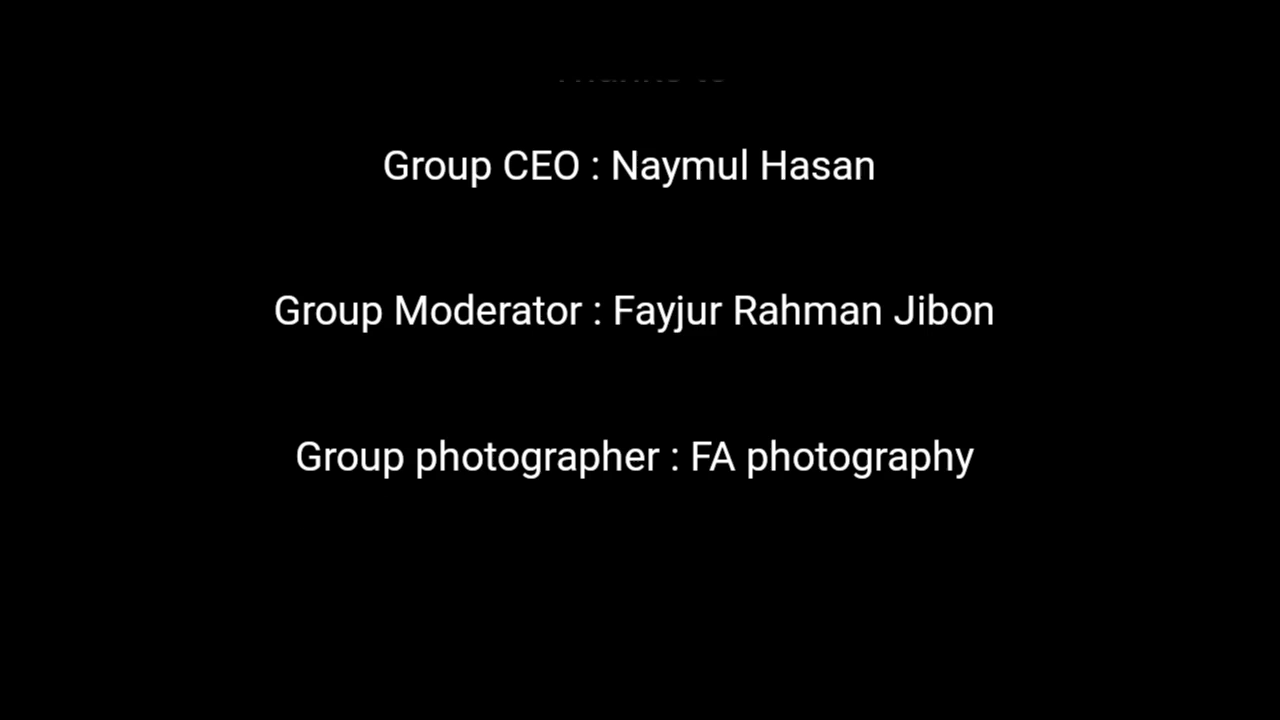 Group CEO : Naymul Hasan
Group Moderator : Fayjur Rahman Jibon
Group photographer : FA photography